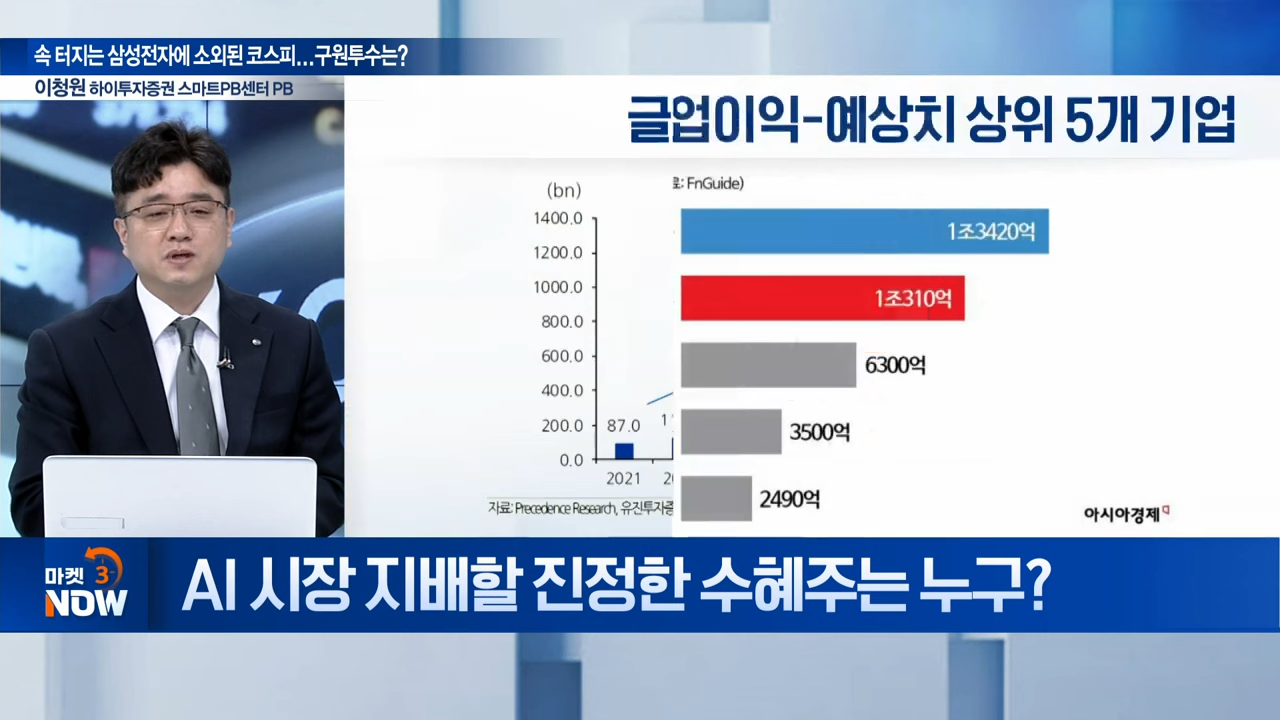 속 터지는 삼성전자에 소외된 코스피...구원투수는?
이청원 하이투자증권 스마트PB센터 PB
글업이익-예상치 상위 5개 기업
(bn)
료: FnGuide)
1400.0
1200.0
1000.0
800.0
600.0
400.0
200.0
0.0
87.0
2021
1조3420억
1조310억
6300억
3500억
2490억
자료: Precedence Research, 유진투자증
아시아경제
마켓 3
NOW
AI 시장 지배할 진정한 수혜주는 누구?